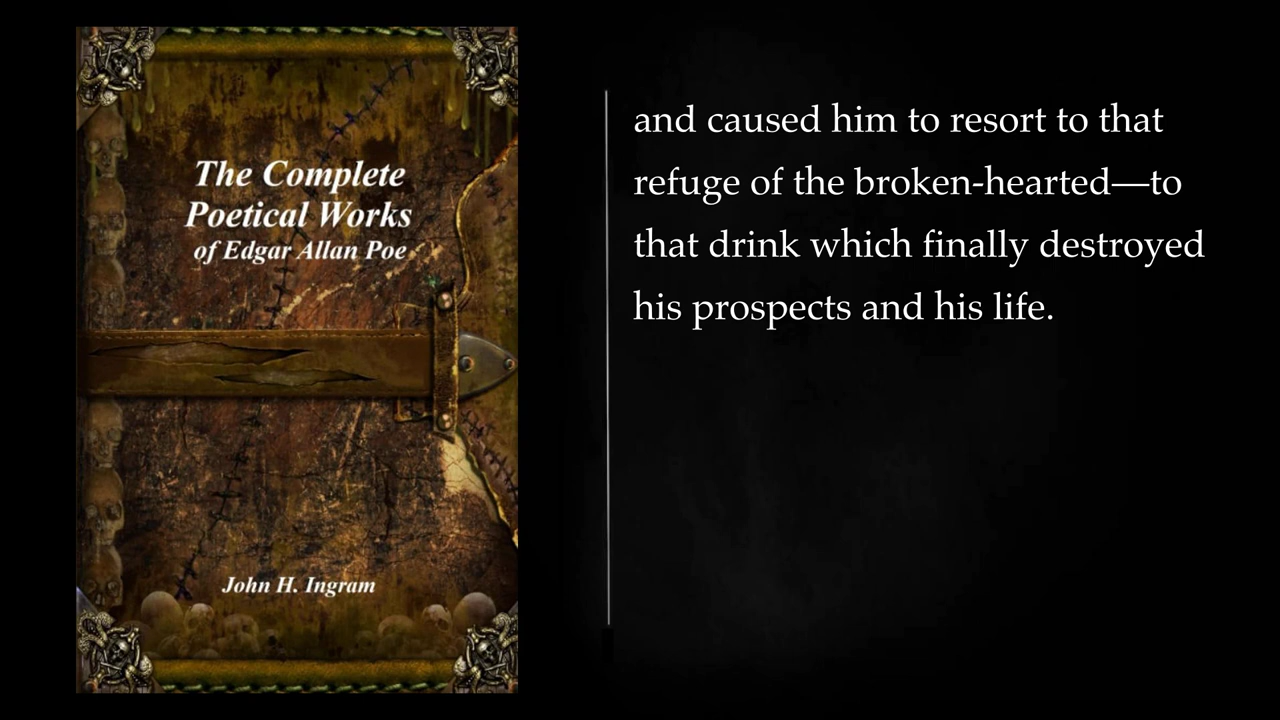 The Complete
Poetical Works
of Edgar Allan Poe
John H. Ingram
and caused him to resort to that
refuge of the broken-hearted—to
that drink which finally destroyed
his prospects and his life.